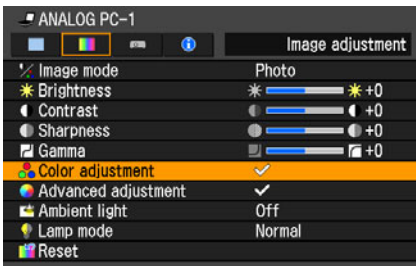 ANALOG PC-1
Image adjustment
Image mode Photo
Brightness +0
Contrast +0
Sharpness +0
Gamma +0
Color adjustment
Advanced adjustment
Ambient light Off
Lamp mode Normal
Reset